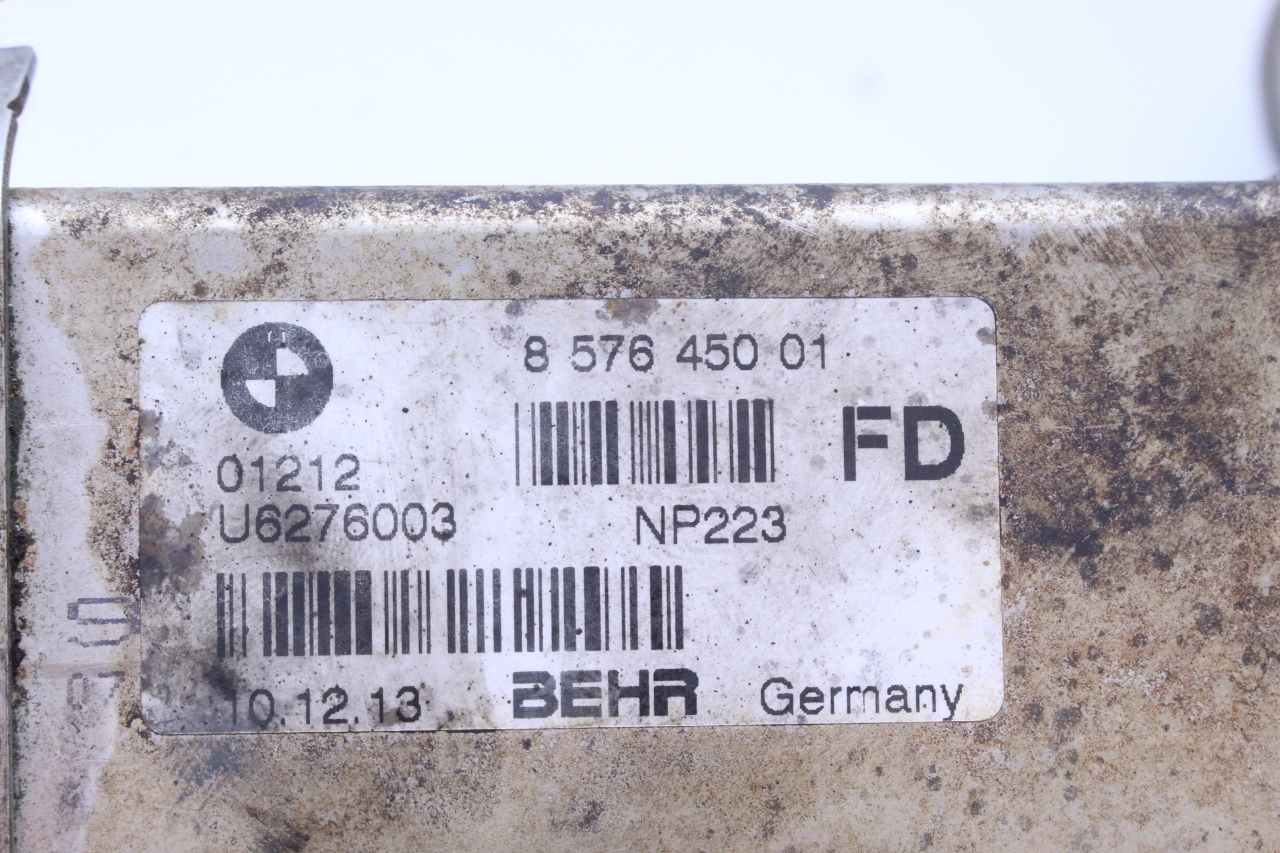 8 576 450 01
FD
01212
U6276003 NP223
10.12.13 BEHR Germany